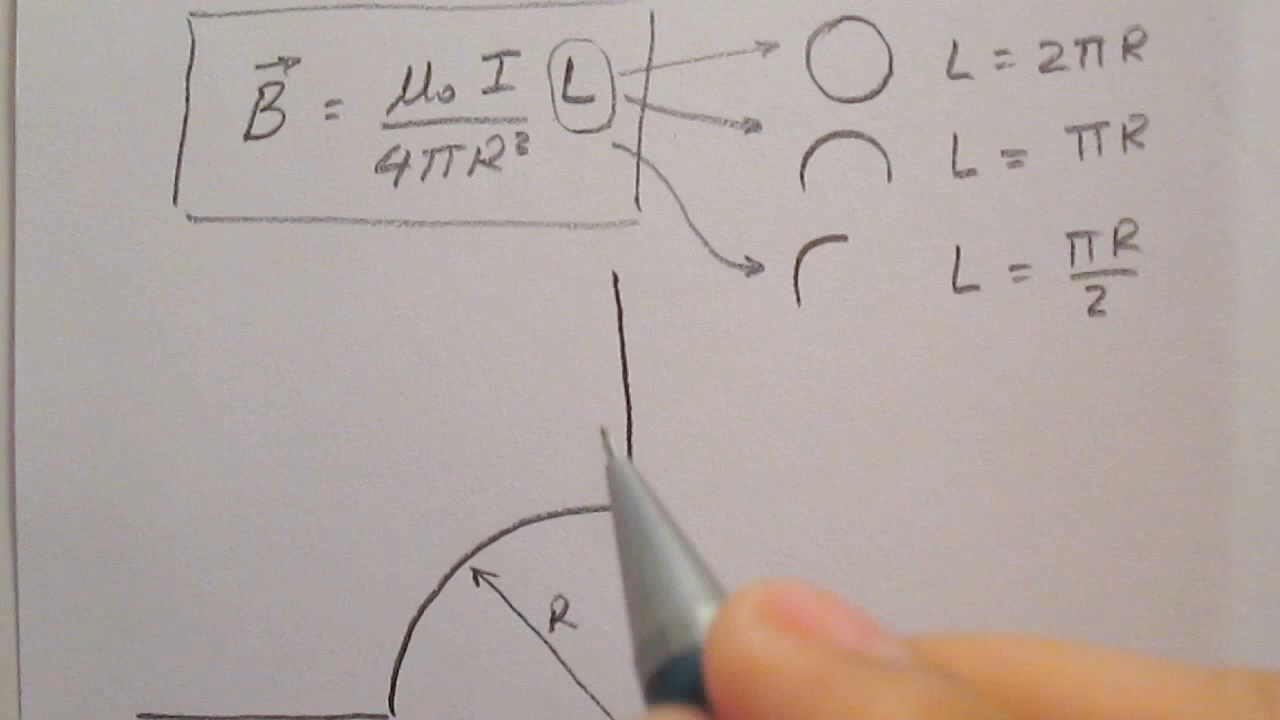 B⃗ = μ₀ I L / 4πR²
L = 2πR
L = πR
L = πR / 2
R